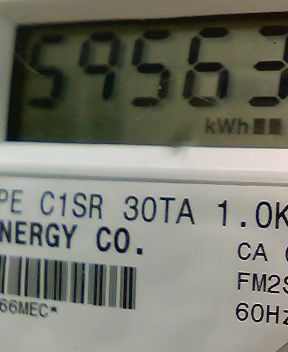 59563
kWh
PE C1SR 30TA 1.0K
NERGY CO.
CA
FM2S
66MEC*
60Hz